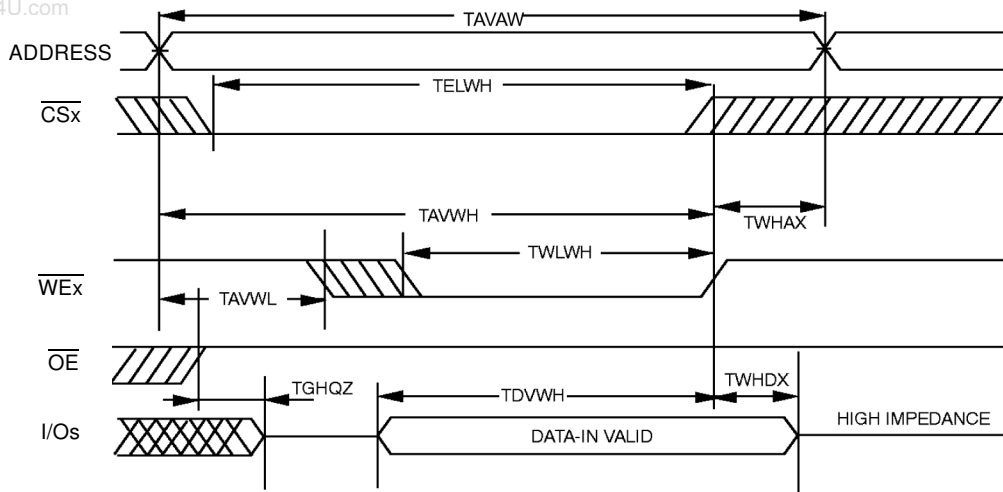 4U.com
TAVAW
ADDRESS
TELWH
CSx
TAVWH
TWHAX
TWLWH
WEx
TAVWL
OE
TGHQZ
TDVWH
TWHDX
I/Os
DATA-IN VALID
HIGH IMPEDANCE